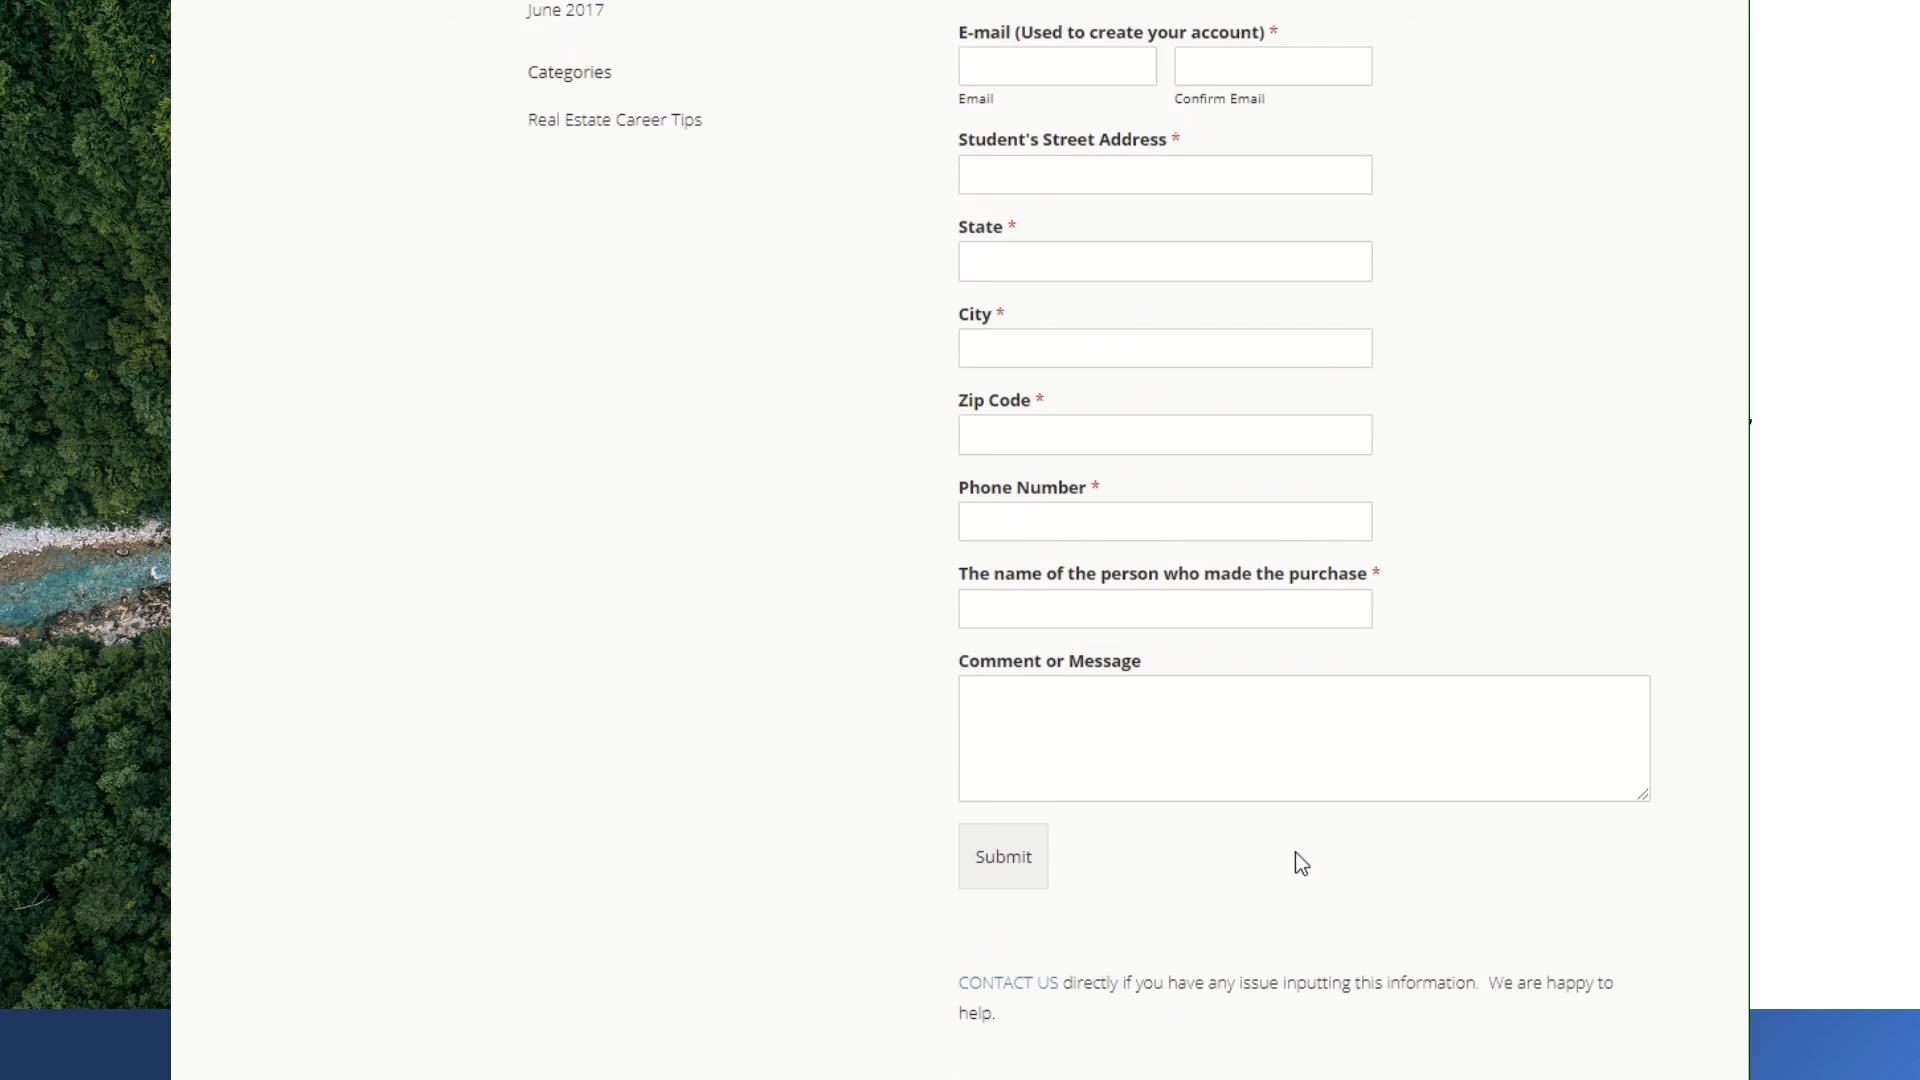 June 2017
Categories
Real Estate Career Tips
E-mail (Used to create your account) *
Email
Confirm Email
Student's Street Address *
State *
City *
Zip Code *
Phone Number *
The name of the person who made the purchase *
Comment or Message
Submit
CONTACT US directly if you have any issue inputting this information. We are happy to
help.